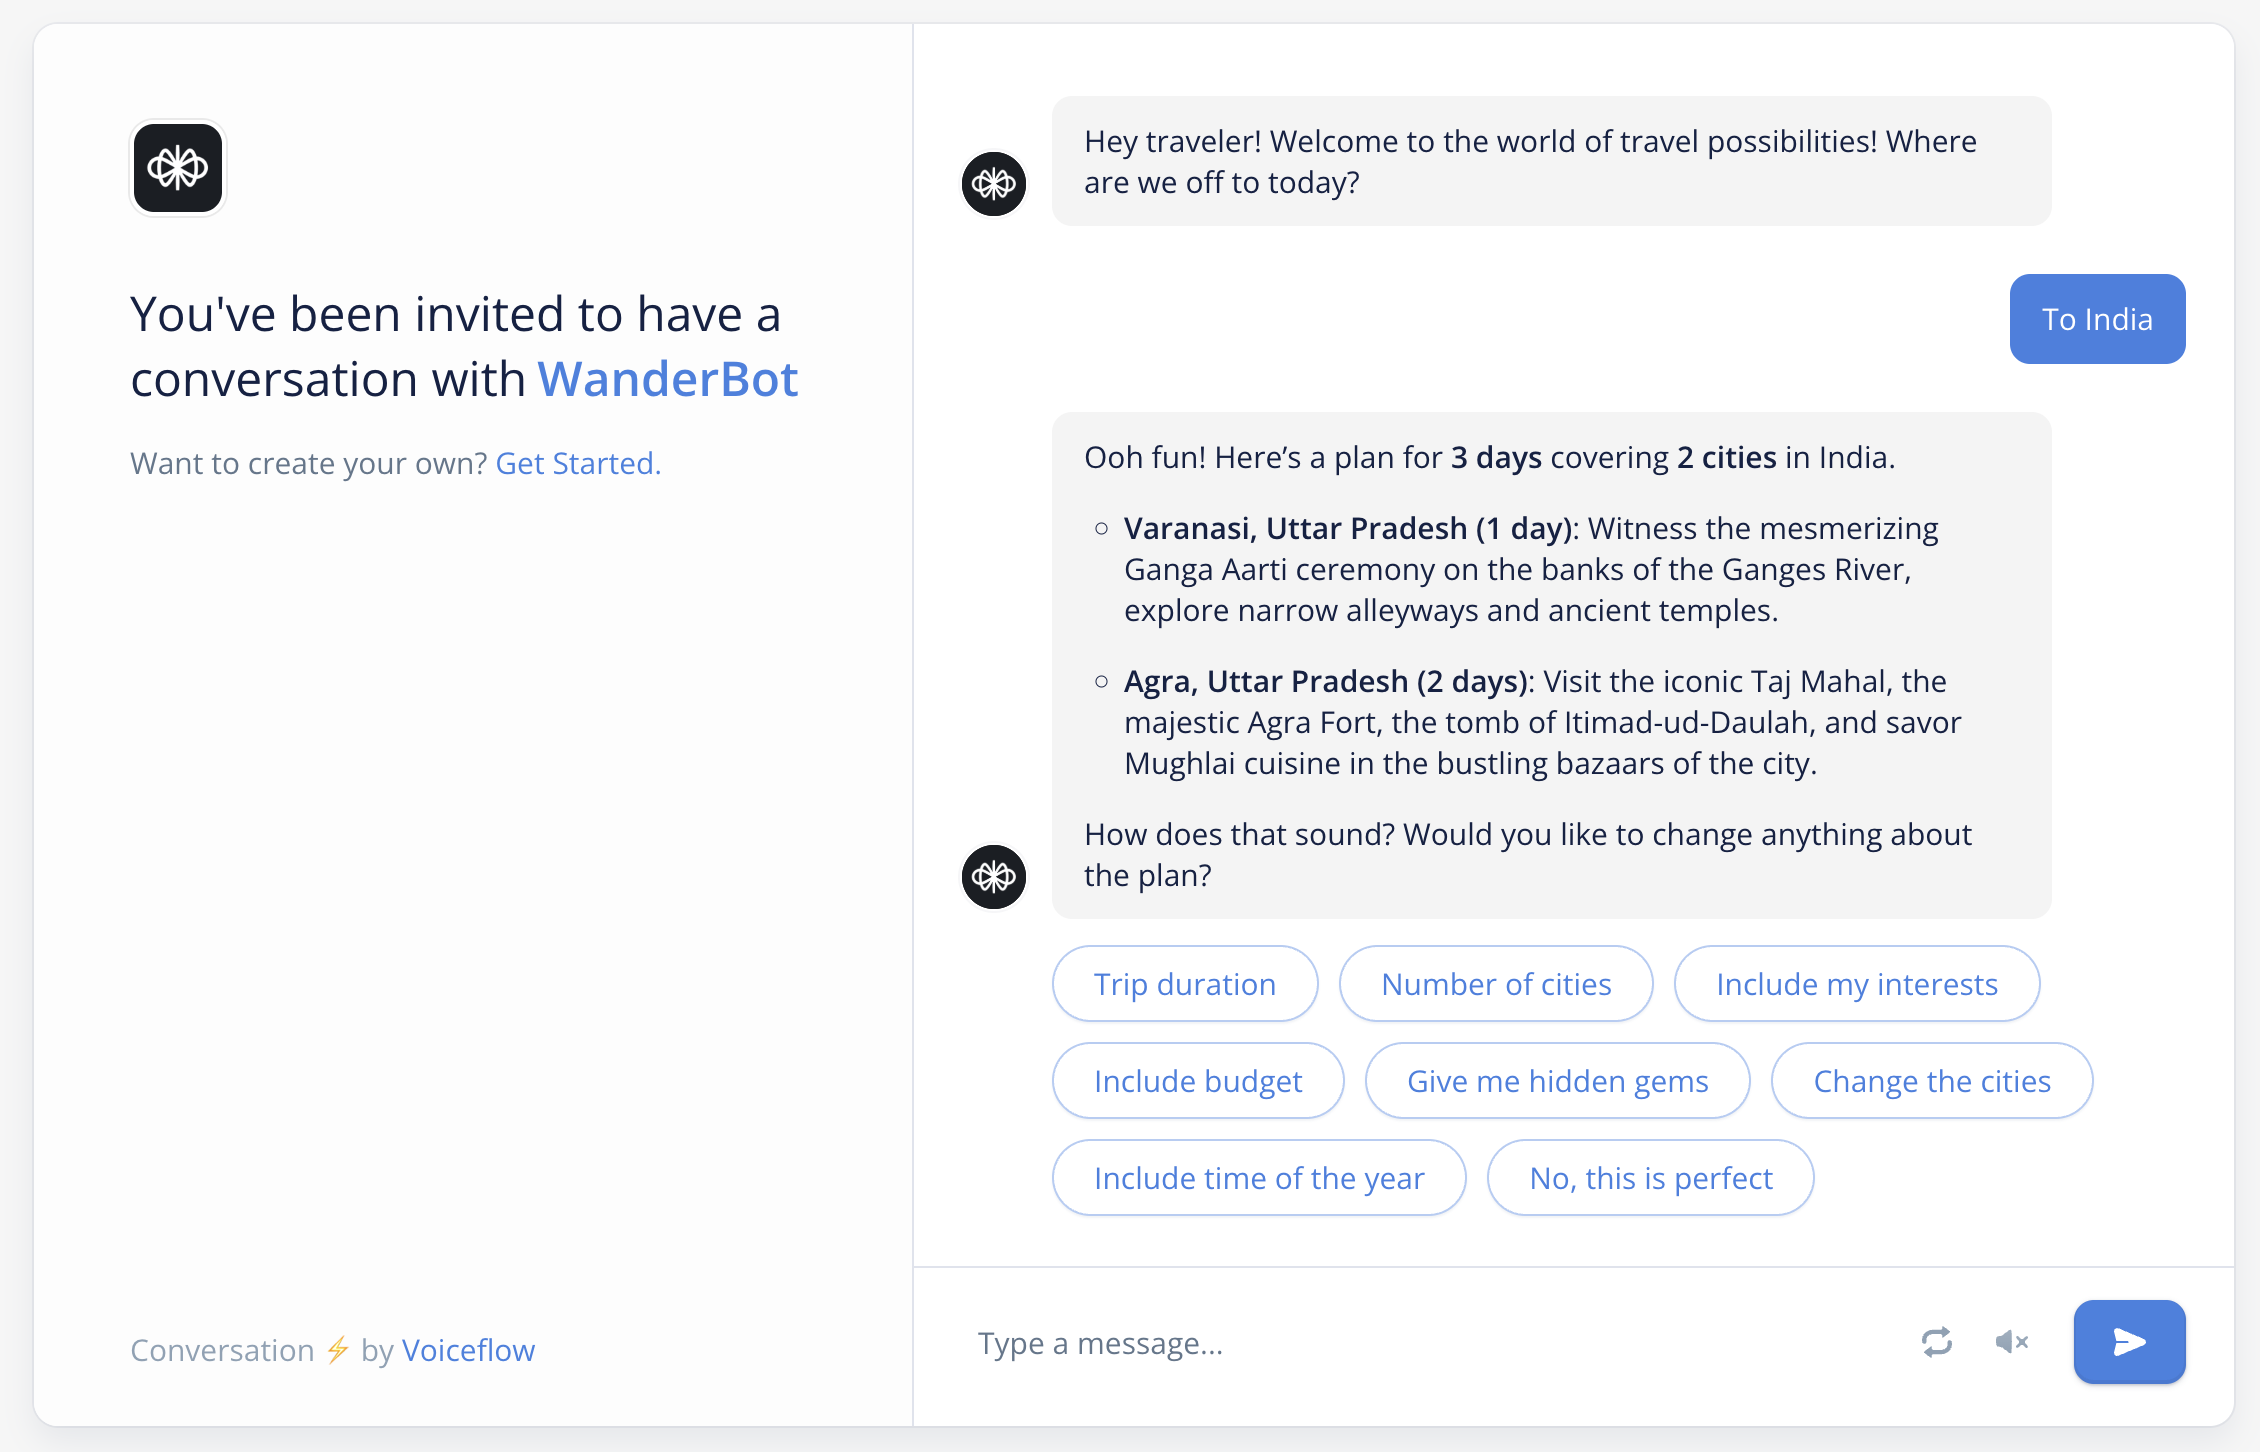 You've been invited to have a
conversation with WanderBot
Want to create your own? Get Started.
Conversation ⚡ by Voiceflow
Hey traveler! Welcome to the world of travel possibilities! Where
are we off to today?
To India
Ooh fun! Here’s a plan for 3 days covering 2 cities in India.
Varanasi, Uttar Pradesh (1 day): Witness the mesmerizing
Ganga Aarti ceremony on the banks of the Ganges River,
explore narrow alleyways and ancient temples.
Agra, Uttar Pradesh (2 days): Visit the iconic Taj Mahal, the
majestic Agra Fort, the tomb of Itimad-ud-Daulah, and savor
Mughlai cuisine in the bustling bazaars of the city.
How does that sound? Would you like to change anything about
the plan?
Trip duration
Number of cities
Include my interests
Include budget
Give me hidden gems
Change the cities
Include time of the year
No, this is perfect
Type a message...